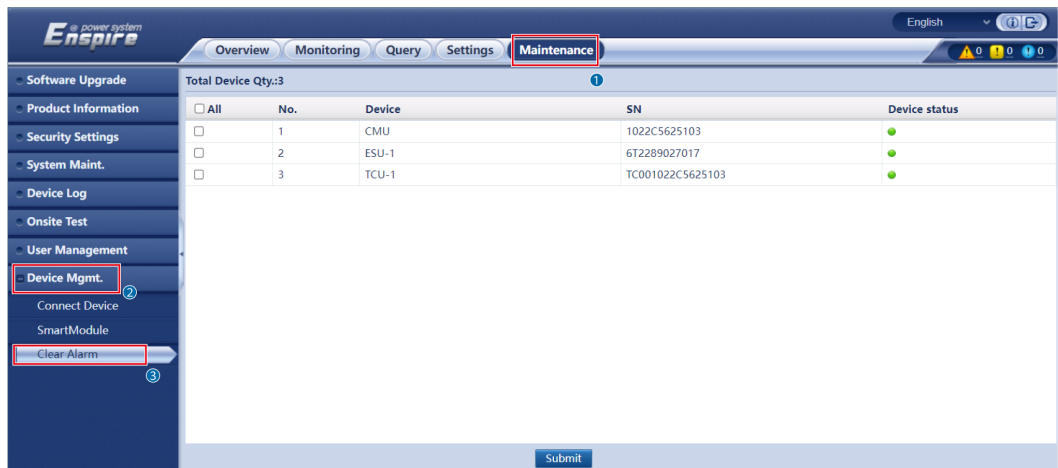 e power system
Enspire
English
Overview Monitoring Query Settings Maintenance
0 0 0
1
Software Upgrade
Product Information
Security Settings
System Maint.
Device Log
Onsite Test
User Management
Device Mgmt.
2
Connect Device
SmartModule
Clear Alarm
3
Total Device Qty.:3
All No. Device SN Device status
1 CMU 1022C5625103
2 ESU-1 6T2289027017
3 TCU-1 TC001022C5625103
Submit